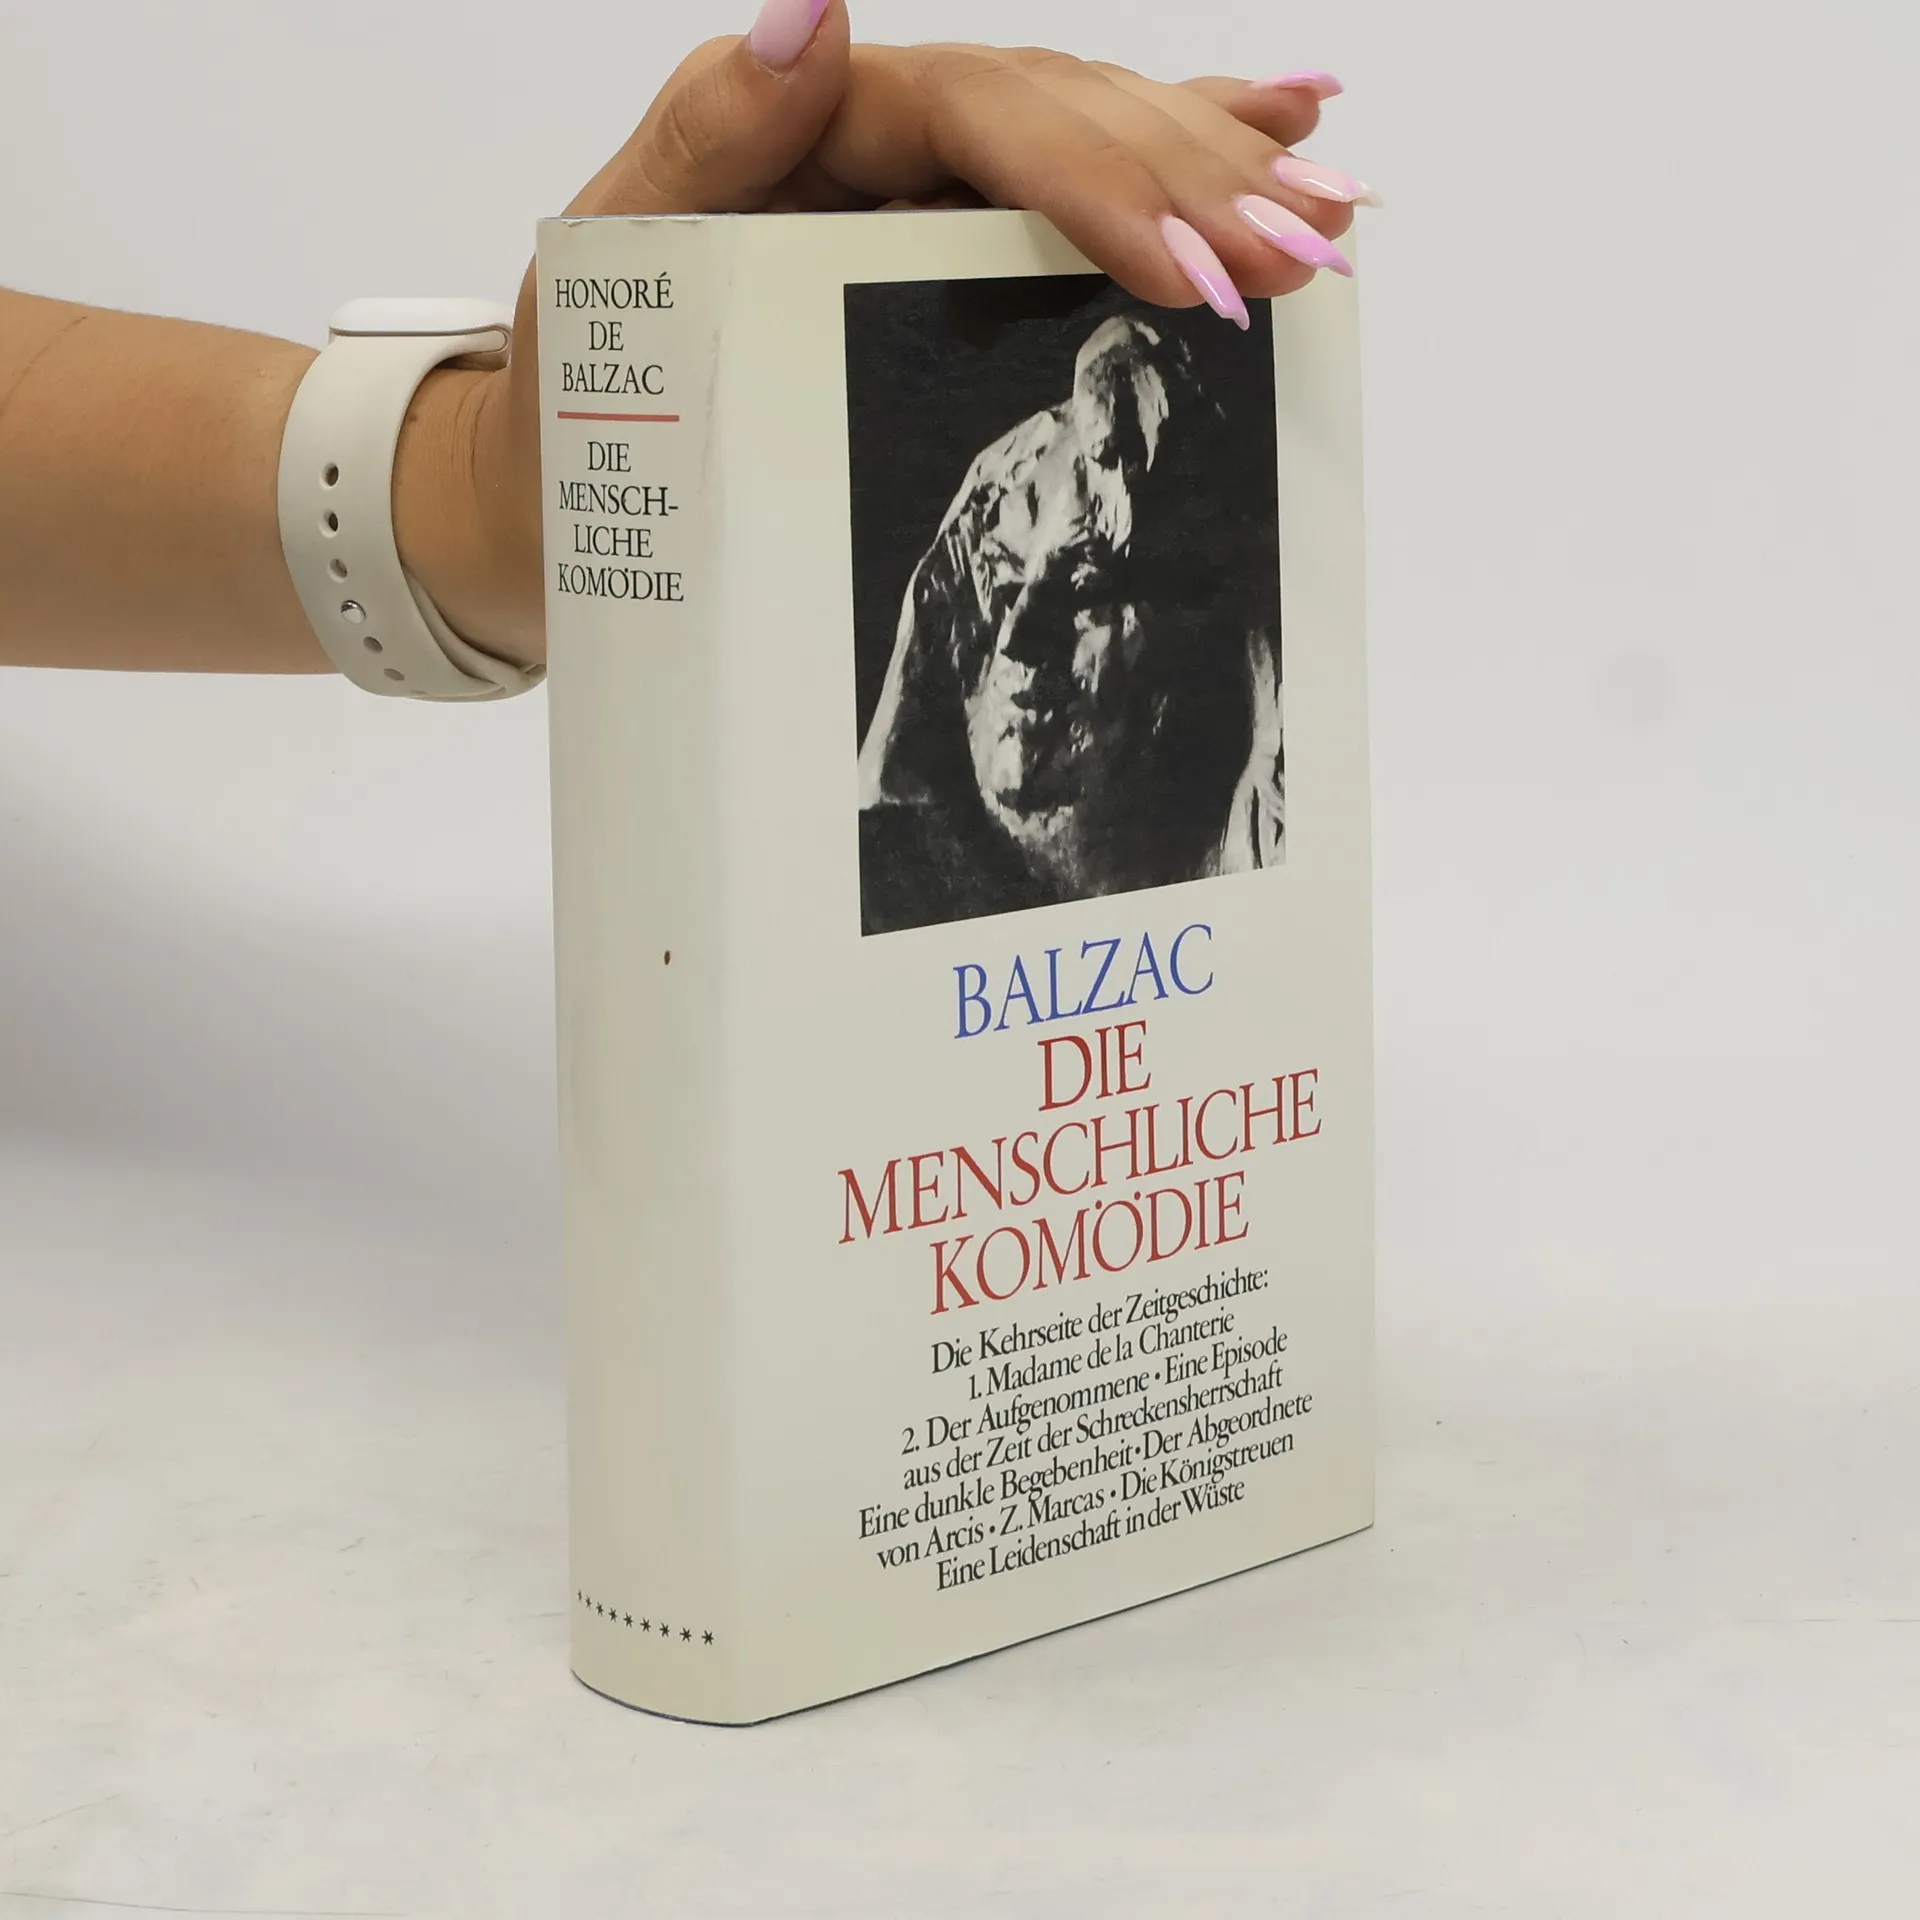 HONORÉ
DE
BALZAC
DIE
MENSCH-
LICHE
KOMÖDIE
*********
BALZAC
DIE
MENSCHLICHE
KOMÖDIE
Die Kehrseite der Zeitgeschichte:
1. Madame de la Chanterie
2. Der Aufgenommene • Eine Episode
aus der Zeit der Schreckensherrschaft
Eine dunkle Begebenheit • Der Abgeordnete
von Arcis • Z. Marcas • Die Königstreuen
Eine Leidenschaft in der Wüste